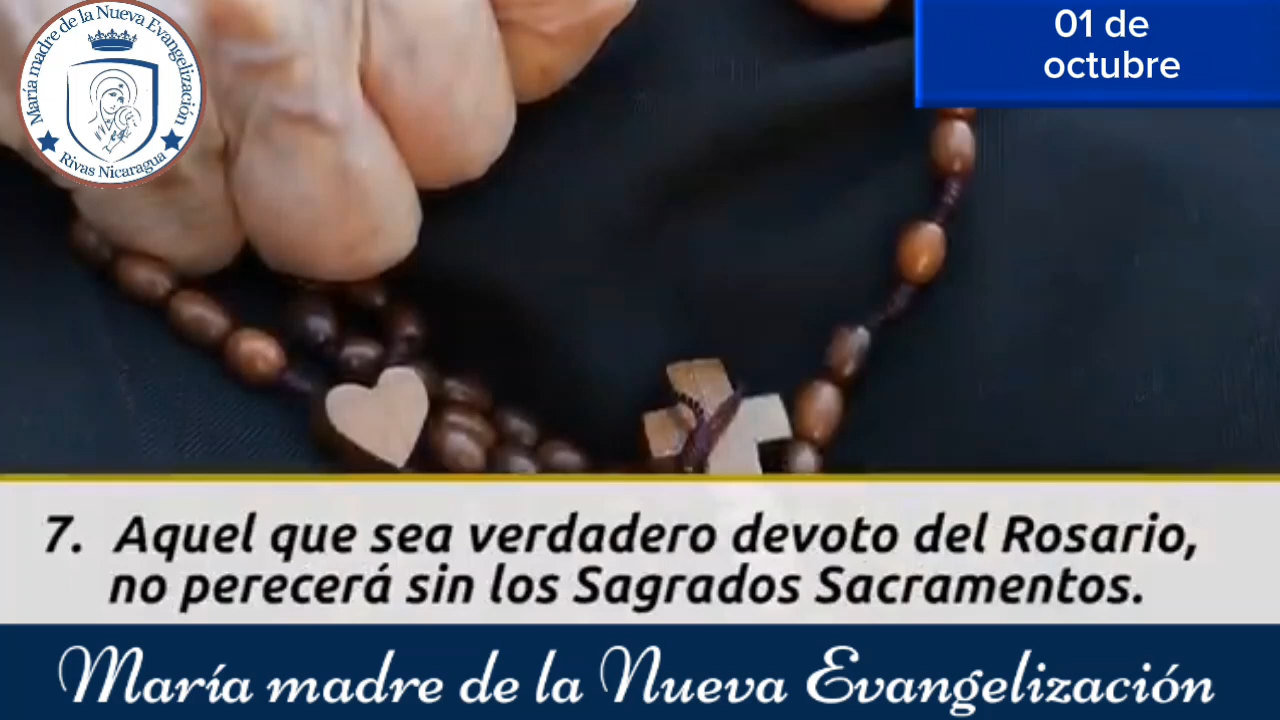 María madre de la Nueva Evangelización
Rivas Nicaragua
01 de
octubre
7. Aquel que sea verdadero devoto del Rosario,
no perecerá sin los Sagrados Sacramentos.
María madre de la Nueva Evangelización